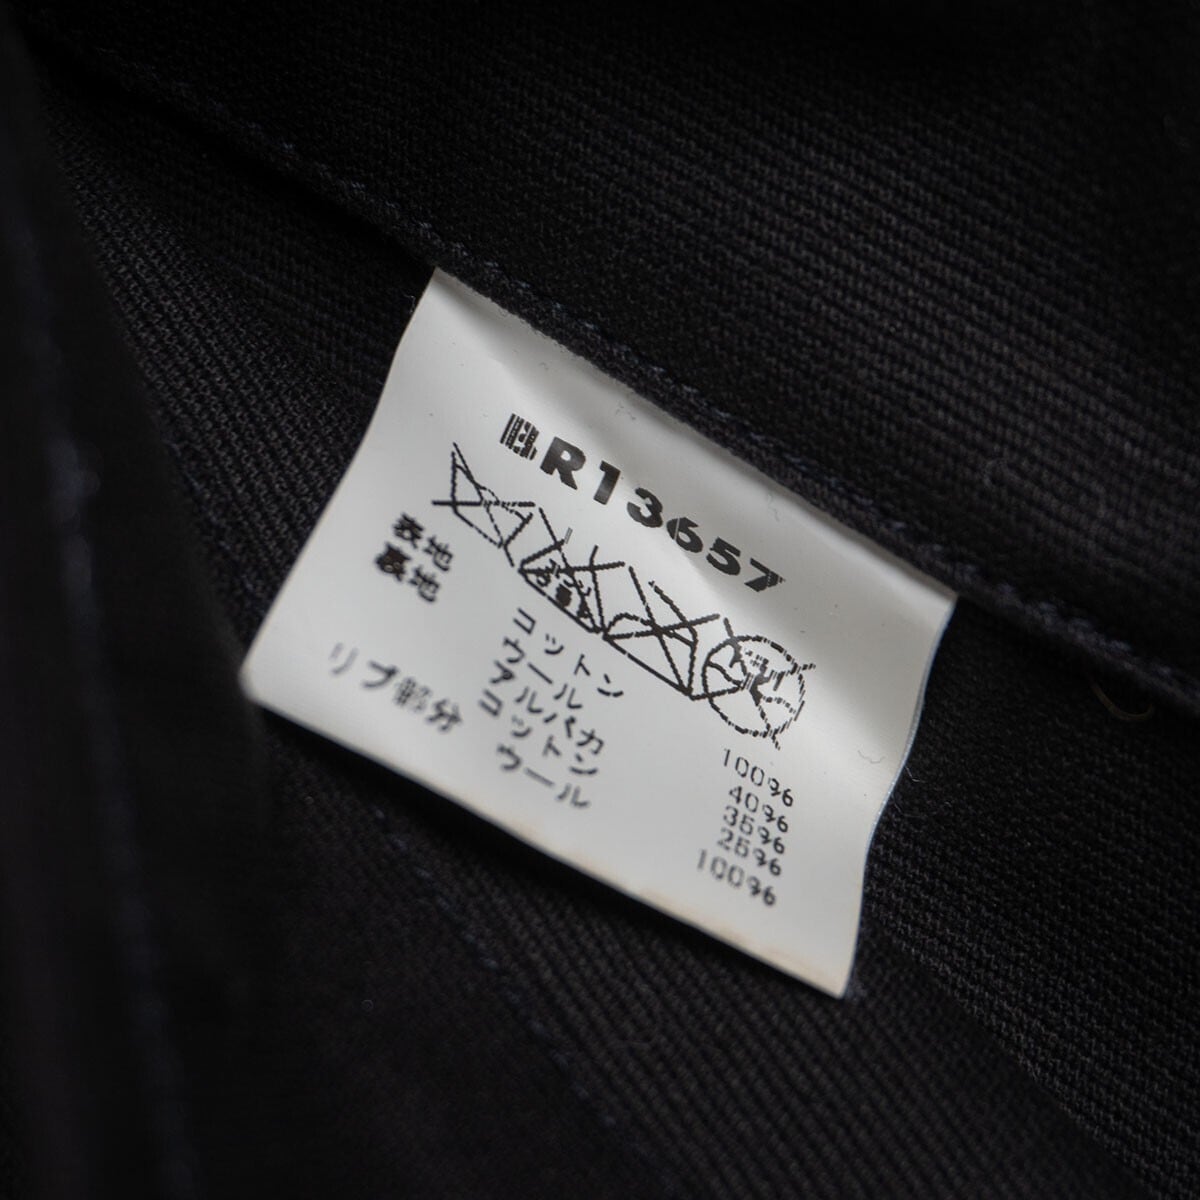 BR13657
表地 コットン 100%
裏地 ウール 40%
アルパカ 35%
コットン 25%
リブ部分 ウール 100%